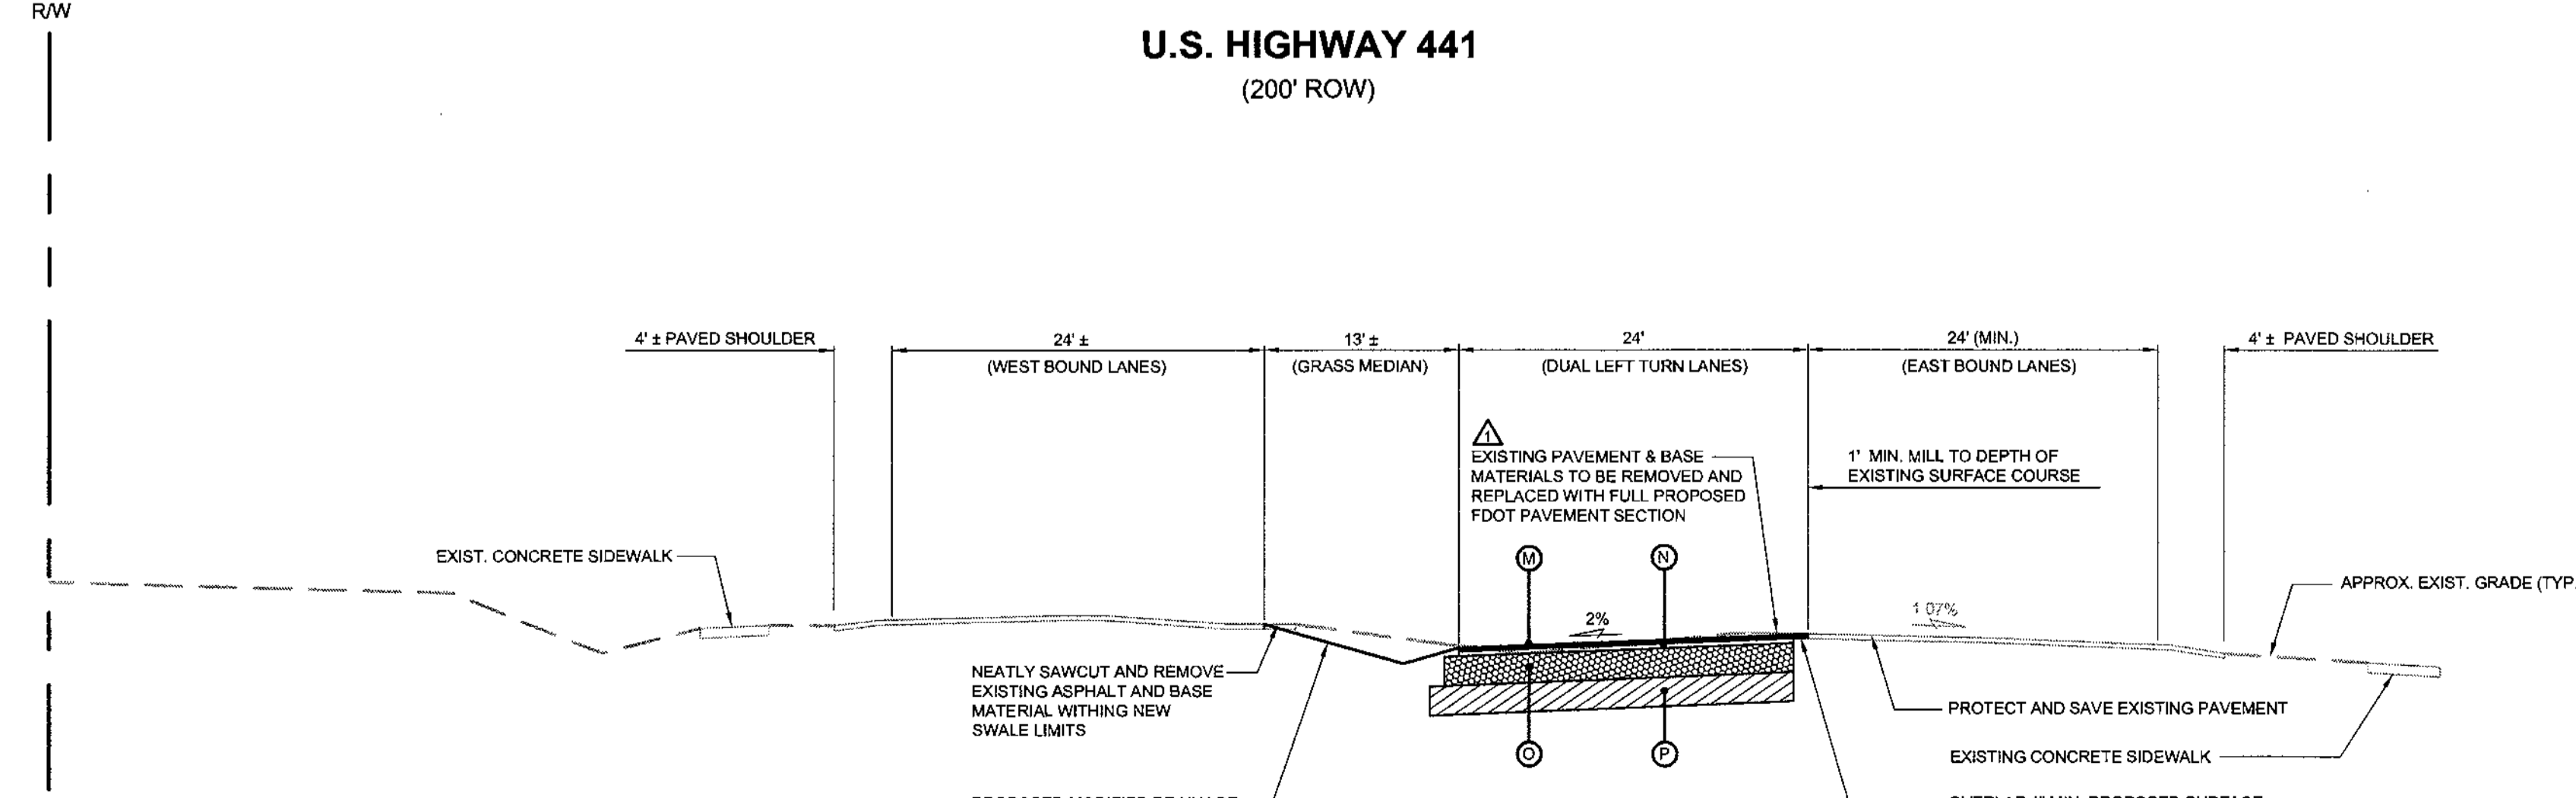 R/W
U.S. HIGHWAY 441
(200' ROW)
4' ± PAVED SHOULDER
24' ±
(WEST BOUND LANES)
13' ±
(GRASS MEDIAN)
24'
(DUAL LEFT TURN LANES)
24' (MIN.)
(EAST BOUND LANES)
4' ± PAVED SHOULDER
1
EXISTING PAVEMENT & BASE
MATERIALS TO BE REMOVED AND
REPLACED WITH FULL PROPOSED
FDOT PAVEMENT SECTION
1' MIN. MILL TO DEPTH OF
EXISTING SURFACE COURSE
EXIST. CONCRETE SIDEWALK
M
N
APPROX. EXIST. GRADE (TYP.
2%
1.07%
NEATLY SAWCUT AND REMOVE
EXISTING ASPHALT AND BASE
MATERIAL WITHING NEW
SWALE LIMITS
O
P
PROTECT AND SAVE EXISTING PAVEMENT
EXISTING CONCRETE SIDEWALK